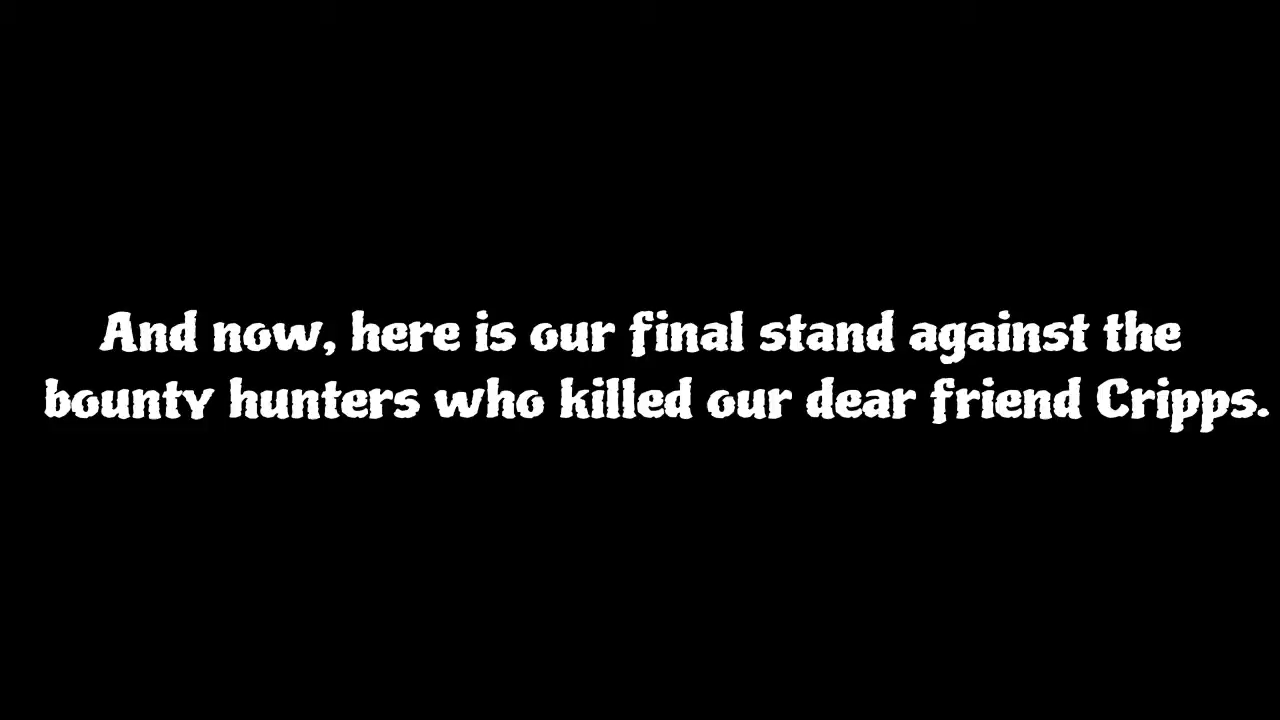 And now, here is our final stand against the
bounty hunters who killed our dear friend Cripps.